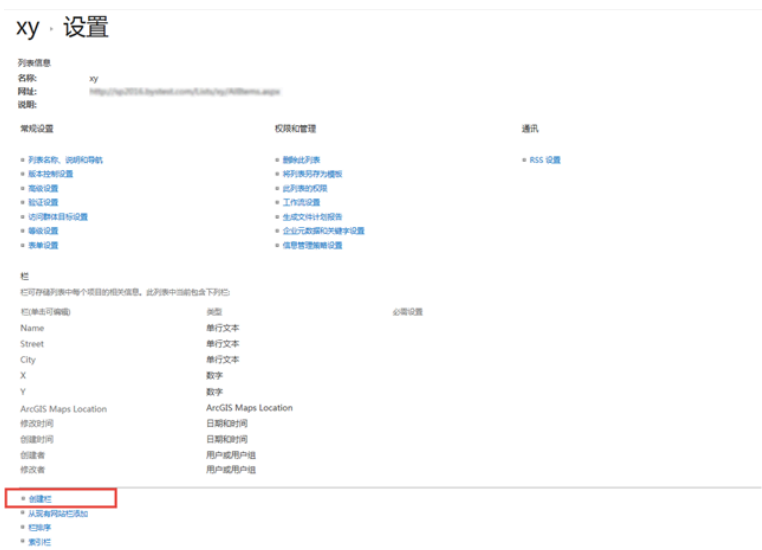 xy · 设置
列表信息
名称: xy
网址:
说明:
常规设置 权限和管理 通讯
列表名称、说明和导航 删除此列表 RSS 设置
版本控制设置 将列表另存为模板
高级设置 此列表的权限
验证设置 工作流设置
访问群体目标设置 生成文件计划报告
等级设置 企业元数据和关键字设置
表单设置 信息管理策略设置
栏
栏可存储列表中每个项目的相关信息。此列表中当前包含下列栏:
栏(单击可编辑) 类型 必需设置
Name 单行文本
Street 单行文本
City 单行文本
X 数字
Y 数字
ArcGIS Maps Location ArcGIS Maps Location
修改时间 日期和时间
创建时间 日期和时间
创建者 用户或用户组
修改者 用户或用户组
创建栏
从现有网站栏添加
栏排序
索引栏